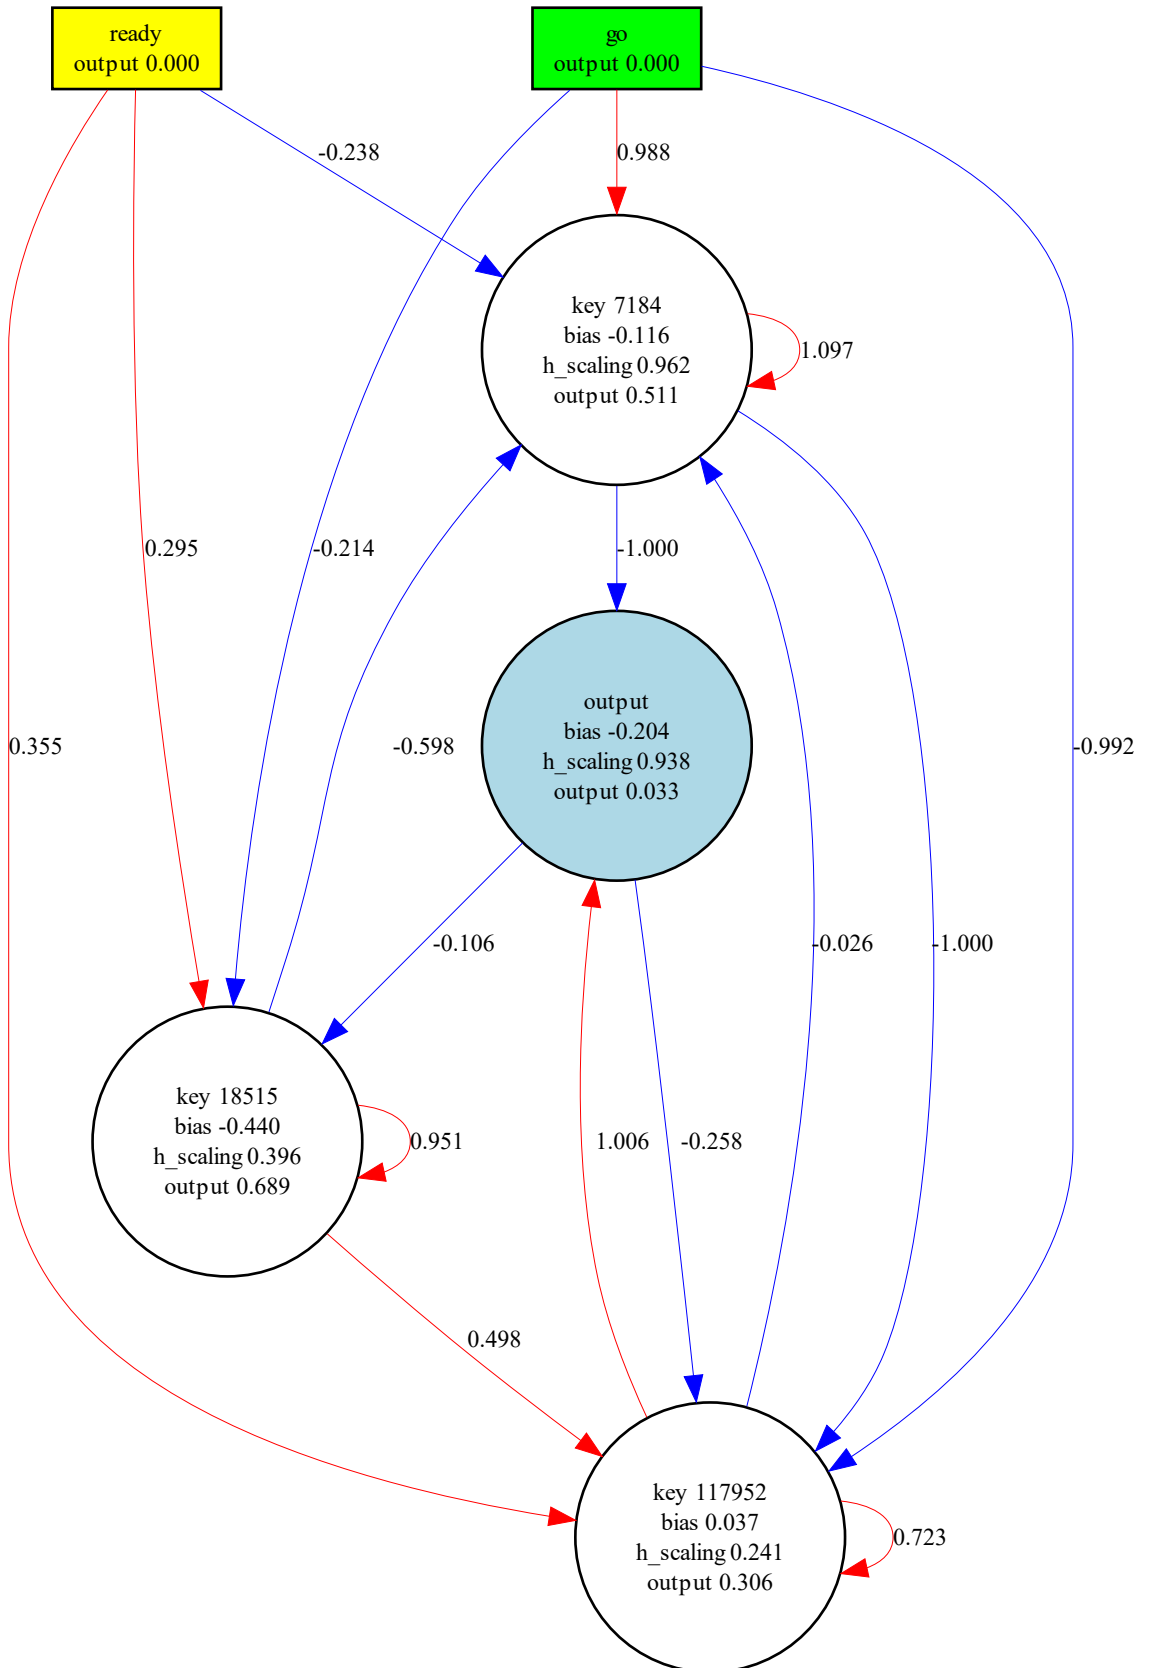 ready
output 0.000
go
output 0.000
-0.238
0.988
key 7184
bias -0.116
h_scaling 0.962
output 0.511
1.097
0.295
-0.214
-1.000
output
bias -0.204
h_scaling 0.938
output 0.033
0.355
-0.598
-0.992
-0.106
-0.026
-1.000
key 18515
bias -0.440
h_scaling 0.396
output 0.689
0.951
1.006
-0.258
0.498
key 117952
bias 0.037
h_scaling 0.241
output 0.306
0.723